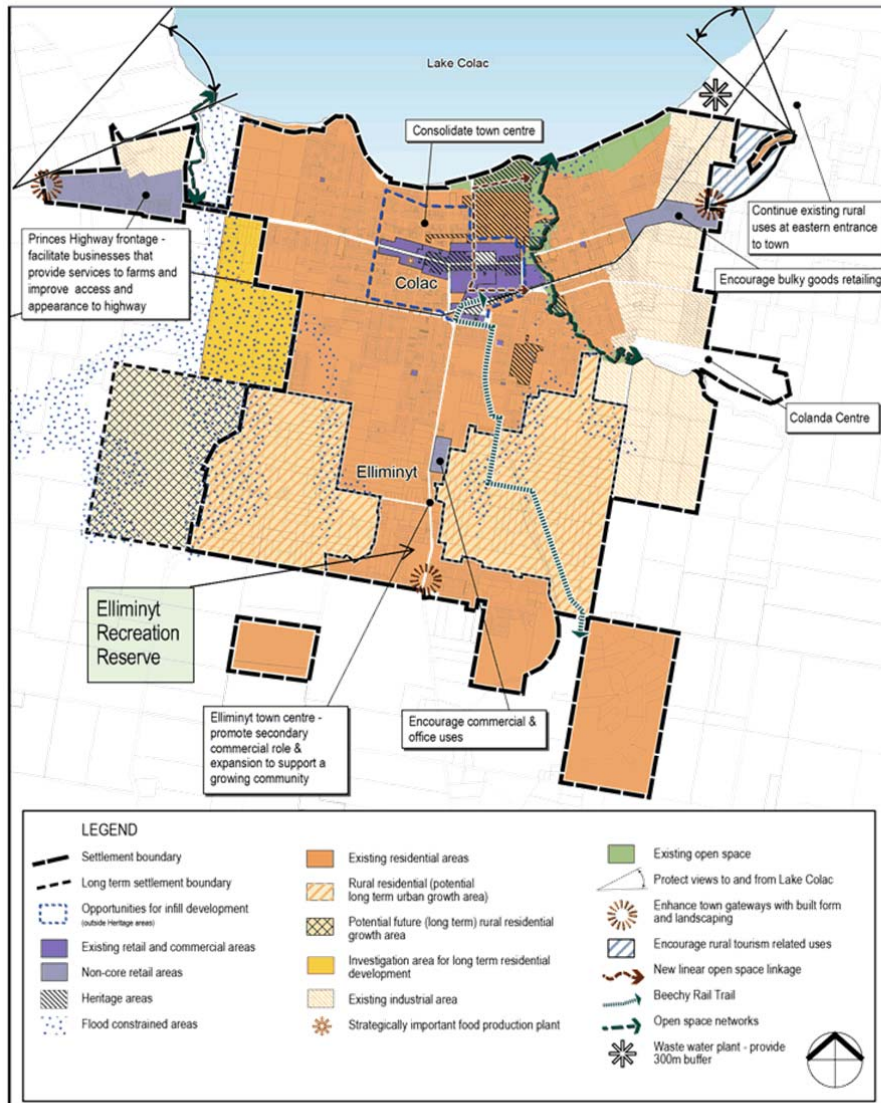 Lake Colac
Consolidate town centre
Princes Highway frontage -
facilitate businesses that
provide services to farms and
improve access and
appearance to highway
Continue existing rural
uses at eastern entrance
to town
Encourage bulky goods retailing
Colac
Colanda Centre
Elliminyt
Elliminyt
Recreation
Reserve
Elliminyt town centre -
promote secondary
commercial role &
expansion to support a
growing community
Encourage commercial &
office uses
LEGEND
Settlement boundary
Long term settlement boundary
Opportunities for infill development
(outside Heritage areas)
Existing retail and commercial areas
Non-core retail areas
Heritage areas
Flood constrained areas
Existing residential areas
Rural residential (potential
long term urban growth area)
Potential future (long term) rural residential
growth area
Investigation area for long term residential
development
Existing industrial area
Strategically important food production plant
Existing open space
Protect views to and from Lake Colac
Enhance town gateways with built form
and landscaping
Encourage rural tourism related uses
New linear open space linkage
Beechy Rail Trail
Open space networks
Waste water plant - provide
300m buffer